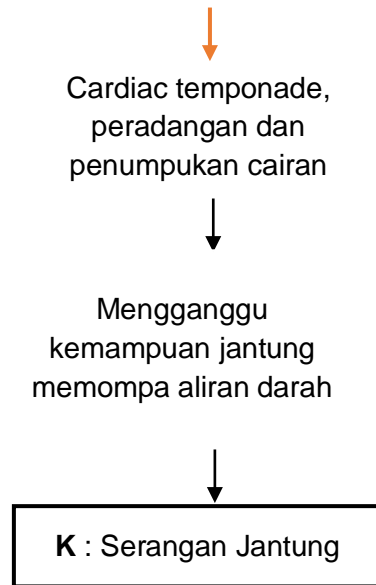 Cardiac temponade,
peradangan dan
penumpukan cairan
Mengganggu
kemampuan jantung
memompa aliran darah
K : Serangan Jantung